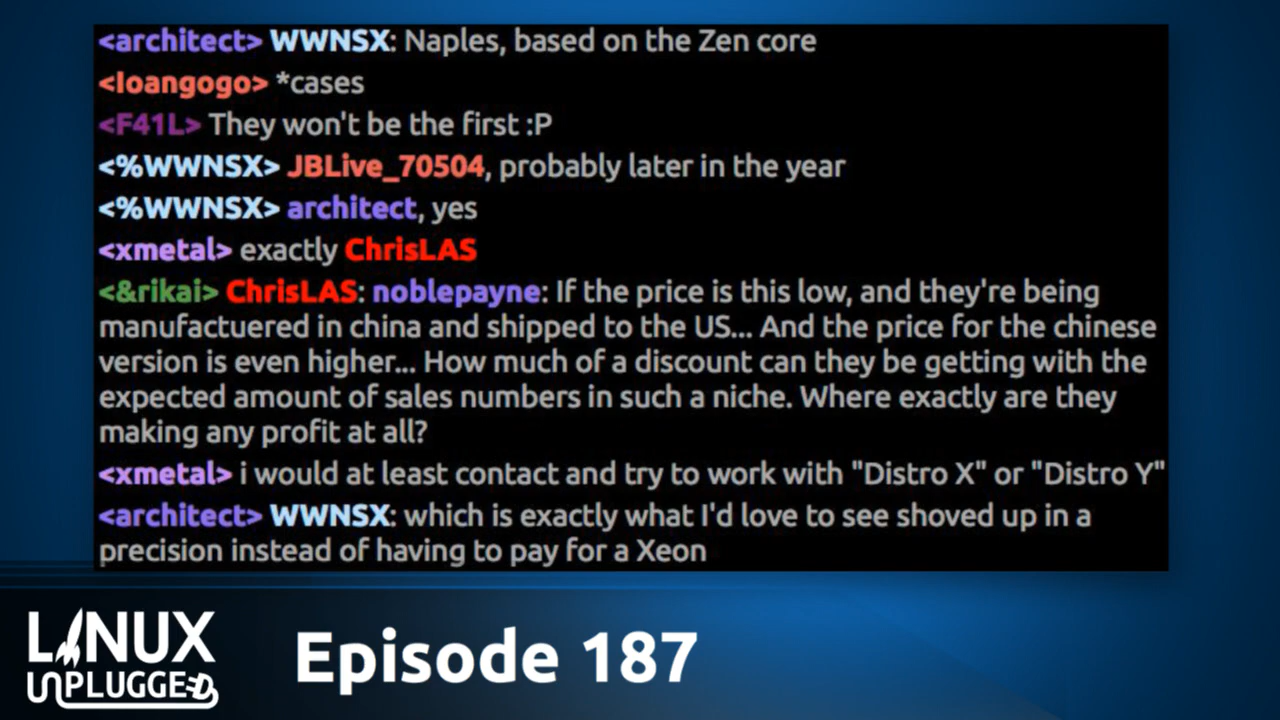 <architect> WWNSX: Naples, based on the Zen core
<loangogo> *cases
<F41L> They won't be the first :P
<%WWNSX> JBLive_70504, probably later in the year
<%WWNSX> architect, yes
<xmetal> exactly ChrisLAS
<&rikai> ChrisLAS: noblepayne: If the price is this low, and they're being
manufactuered in china and shipped to the US... And the price for the chinese
version is even higher... How much of a discount can they be getting with the
expected amount of sales numbers in such a niche. Where exactly are they
making any profit at all?
<xmetal> i would at least contact and try to work with "Distro X" or "Distro Y"
<architect> WWNSX: which is exactly what I'd love to see shoved up in a
precision instead of having to pay for a Xeon
LINUX
UNPLUGGED
Episode 187